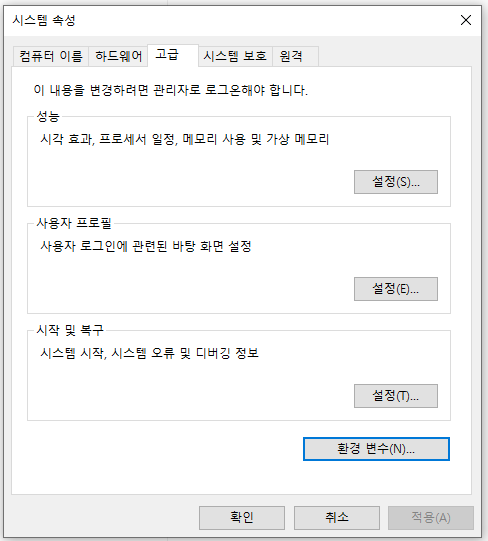 시스템 속성
컴퓨터 이름 하드웨어 고급 시스템 보호 원격
이 내용을 변경하려면 관리자로 로그온해야 합니다.
성능
시각 효과, 프로세서 일정, 메모리 사용 및 가상 메모리
설정(S)...
사용자 프로필
사용자 로그인에 관련된 바탕 화면 설정
설정(E)...
시작 및 복구
시스템 시작, 시스템 오류 및 디버깅 정보
설정(T)...
환경 변수(N)...
확인 취소 적용(A)